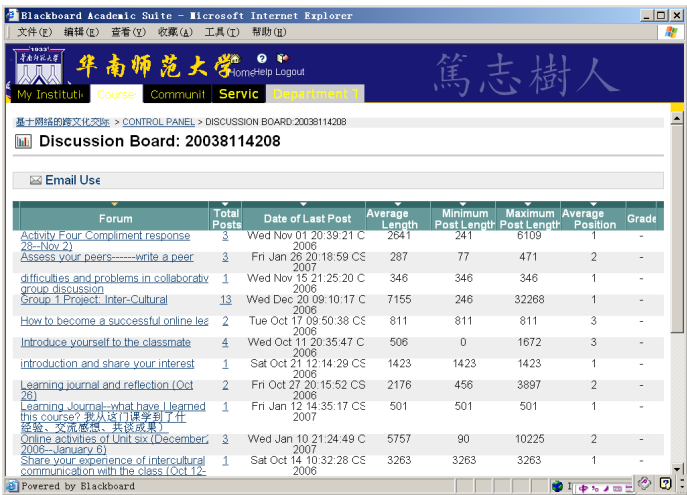 Blackboard Academic Suite - Microsoft Internet Explorer
文件(F) 编辑(E) 查看(V) 收藏(A) 工具(T) 帮助(H)
1933
华南师范大学
Home Help Logout
篤志樹人
My Instituti Course Communit Servic Department T
基于网络的跨文化交际 > CONTROL PANEL > DISCUSSION BOARD:20038114208
Discussion Board: 20038114208
Email Use
Forum Total Posts Date of Last Post Average Length Minimum Post Length Maximum Post Length Average Position Grade
Activity Four Compliment response 3 Wed Nov 01 20:39:21 C 2641 241 6109 1 -
28--Nov 2) 2006
Assess your peers------write a peer 3 Fri Jan 26 20:18:59 CS 287 77 471 2 -
2007
difficulties and problems in collaborativ 1 Wed Nov 15 21:25:20 C 346 346 346 1 -
group discussion 2006
Group 1 Project: Inter-Cultural 13 Wed Dec 20 09:10:17 C 7155 246 32268 1 -
2006
How to become a successful online lea 2 Tue Oct 17 09:50:38 CS 811 811 811 3 -
2006
Introduce yourself to the classmate 4 Wed Oct 11 20:35:47 C 506 0 1672 3 -
2006
introduction and share your interest 1 Sat Oct 21 12:14:29 CS 1423 1423 1423 1 -
2006
Learning journal and reflection (Oct 2 Fri Oct 27 20:15:52 CS 2176 456 3897 2 -
26) 2006
Learning Journal--what have I learned 1 Fri Jan 12 14:35:17 CS 501 501 501 1 -
this course? 我从这门课学到了什 2007
经验、交流感想、共谈成果)
Online activities of Unit six (December 3 Wed Jan 10 21:24:49 C 5757 90 10225 2 -
2006--January 6) 2007
Share your experience of intercultural 1 Sat Oct 14 10:32:28 CS 3263 3263 3263 1 -
communication with the class (Oct 12- 2006
Powered by Blackboard
中